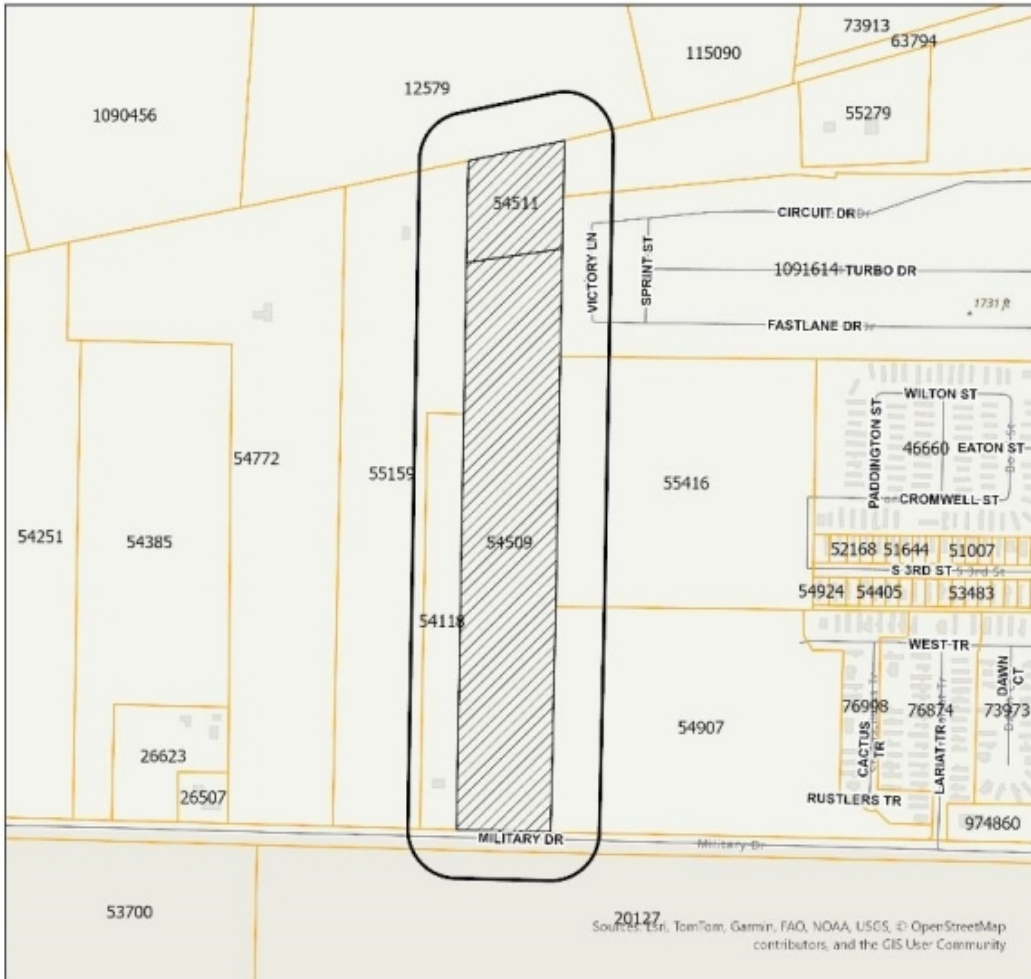 73913
63794
115090
12579
1090456
55279
54511
CIRCUIT DR
Dr
VICTORY LN
SPRINT ST
1091614
TURBO DR
1731 ft
FASTLANE DR
Dr
WILTON ST
PADDINGTON ST
46660
EATON ST
54772
55159
55416
CROMWELL ST
54251
54385
54509
52168
51644
51007
S 3RD ST
S 3rd St
54924
54405
53483
54118
WEST TR
DAWN CT
76998
76874
73973
54907
CACTUS TR
LARIAT TR
26623
26507
RUSTLERS TR
974860
MILITARY DR
Military Dr
53700
20127
Sources: Esri, TomTom, Garmin, FAO, NOAA, USGS, © OpenStreetMap
contributors, and the GIS User Community